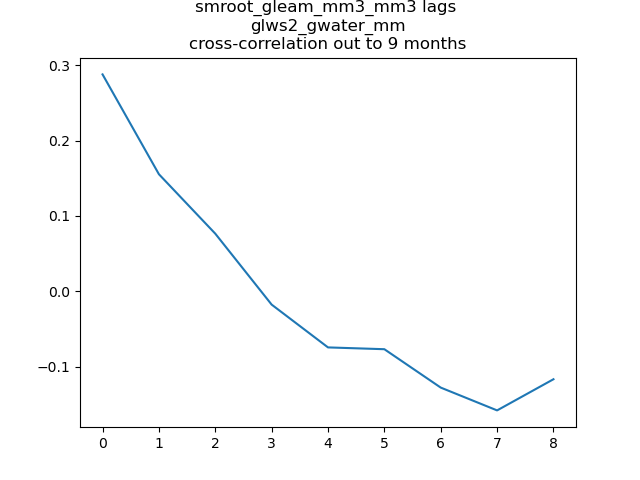 smroot_gleam_mm3_mm3 lags
glws2_gwater_mm
cross-correlation out to 9 months
0.3
0.2
0.1
0.0
−0.1
0 1 2 3 4 5 6 7 8